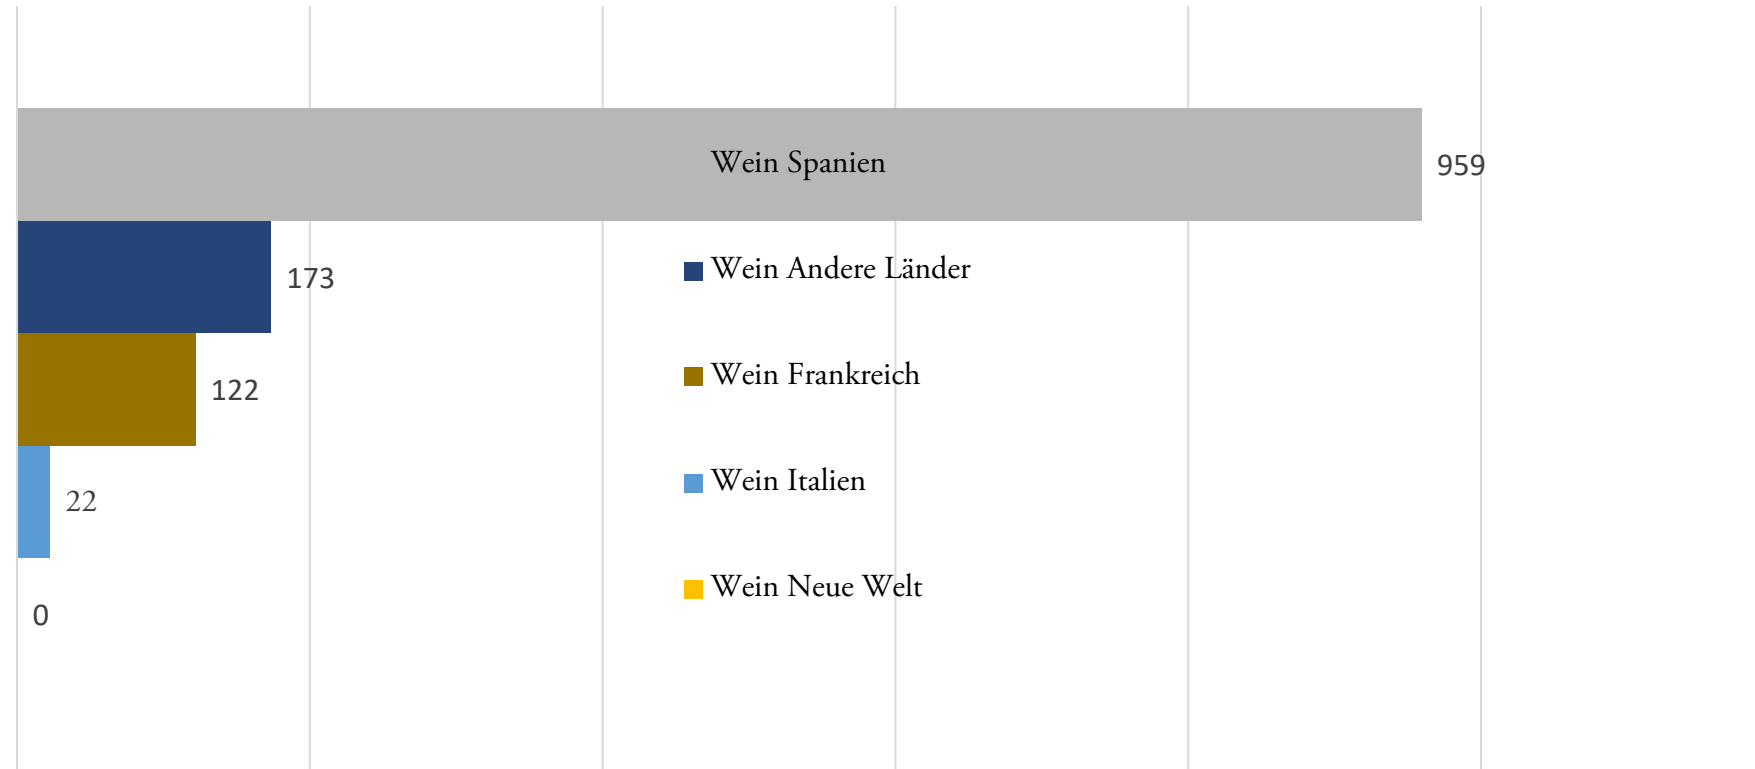 Wein Spanien
959
Wein Andere Länder
173
Wein Frankreich
122
Wein Italien
22
Wein Neue Welt
0